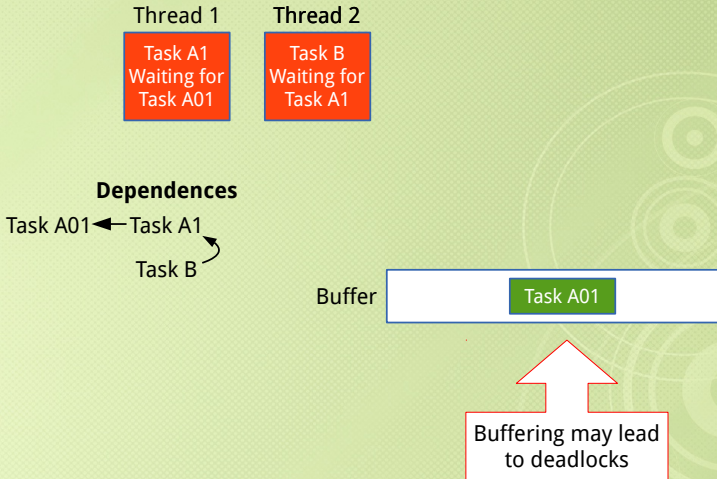 Thread 1
Thread 2
Task A1
Waiting for
Task A01
Task B
Waiting for
Task A1
Dependences
Task A01
Task A1
Task B
Buffer
Task A01
Buffering may lead
to deadlocks